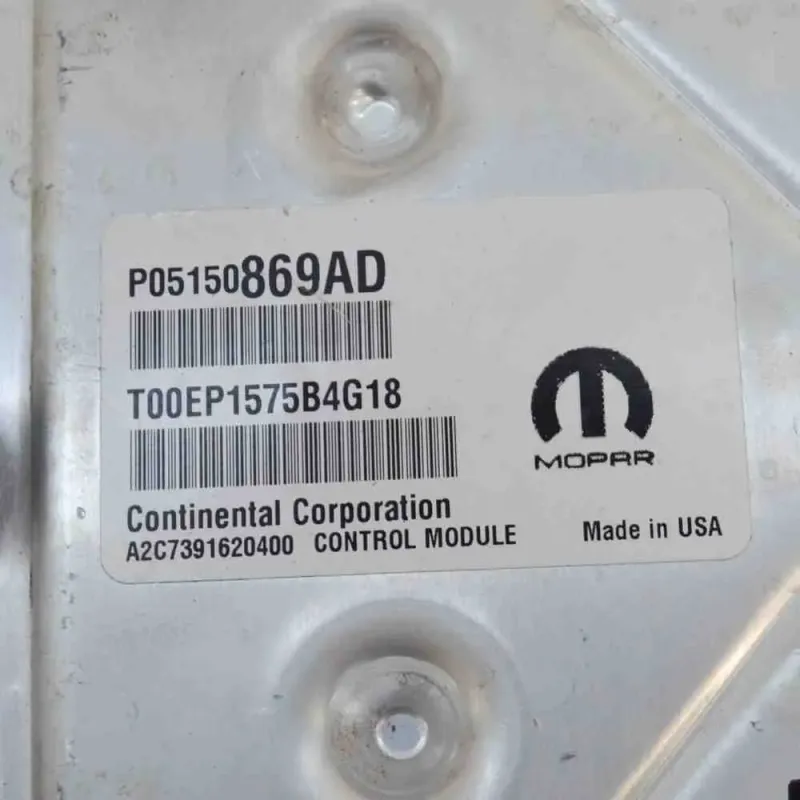 P05150869AD
T00EP1575B4G18
MOPAR
Continental Corporation
A2C7391620400 CONTROL MODULE
Made in USA